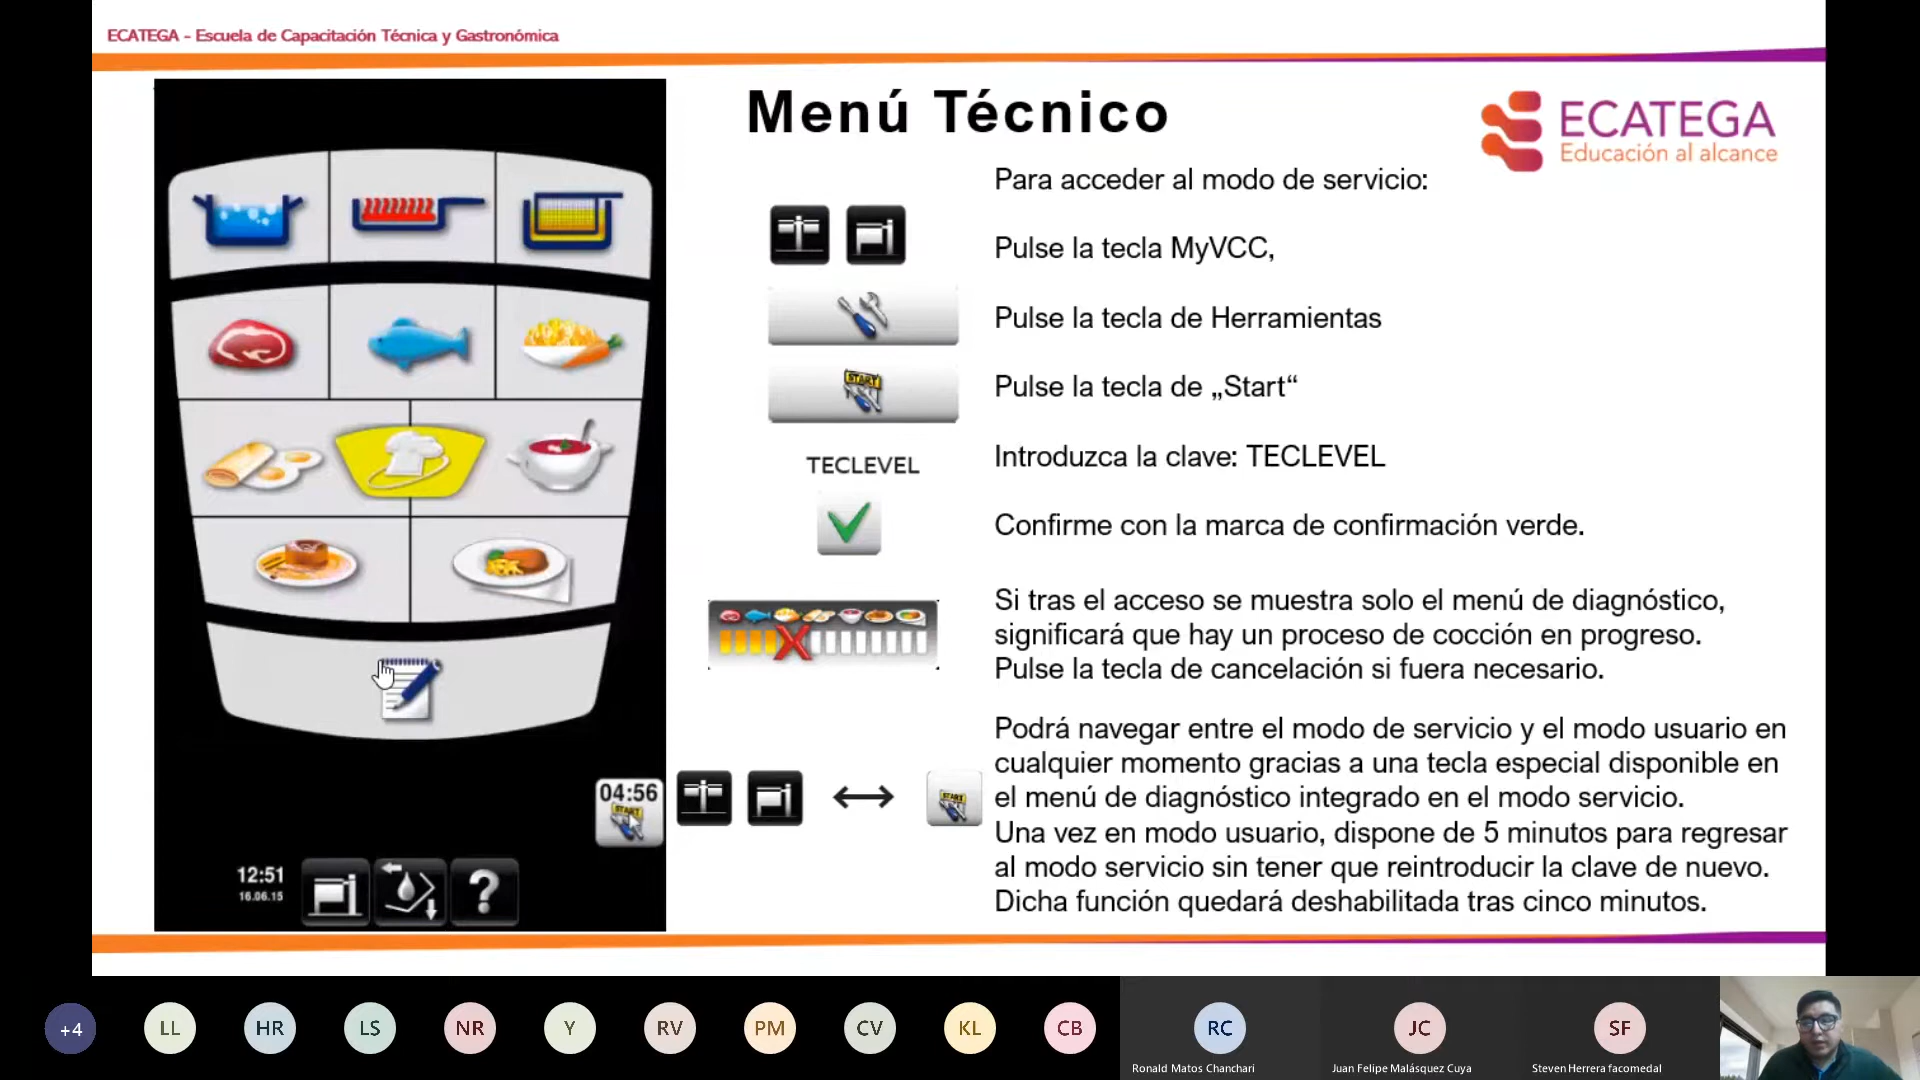 ECATEGA - Escuela de Capacitación Técnica y Gastronómica
Menú Técnico
ECATEGA
Educación al alcance
Para acceder al modo de servicio:
Pulse la tecla MyVCC,
Pulse la tecla de Herramientas
START
Pulse la tecla de „Start“
TECLEVEL
Introduzca la clave: TECLEVEL
Confirme con la marca de confirmación verde.
Si tras el acceso se muestra solo el menú de diagnóstico,
significará que hay un proceso de cocción en progreso.
Pulse la tecla de cancelación si fuera necesario.
Podrá navegar entre el modo de servicio y el modo usuario en
cualquier momento gracias a una tecla especial disponible en
el menú de diagnóstico integrado en el modo servicio.
Una vez en modo usuario, dispone de 5 minutos para regresar
al modo servicio sin tener que reintroducir la clave de nuevo.
Dicha función quedará deshabilitada tras cinco minutos.
04:56
START
START
12:51
16.06.15
?
+4
LL
HR
LS
NR
Y
RV
PM
CV
KL
CB
RC
JC
SF
Ronald Matos Chanchari
Juan Felipe Malásquez Cuya
Steven Herrera facomedal